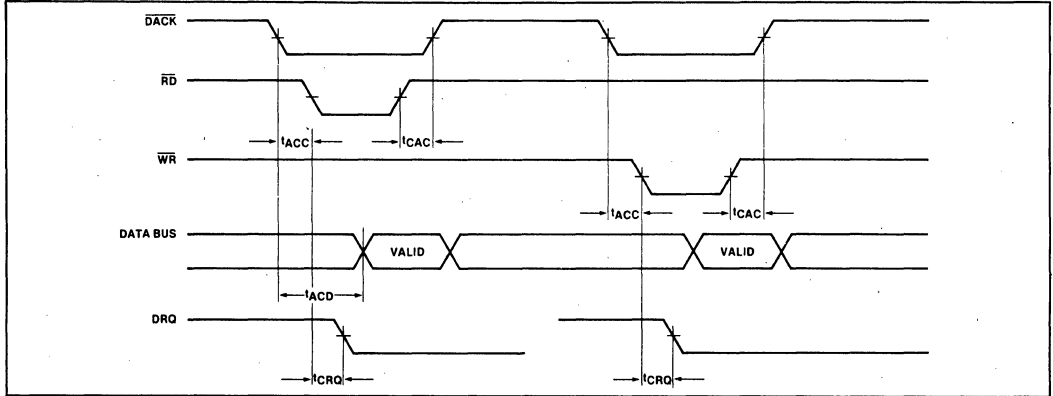 DACK
RD
tACC
tCAC
WR
tACC
tCAC
DATA BUS
VALID
VALID
tACD
DRQ
tCRQ
tCRQ